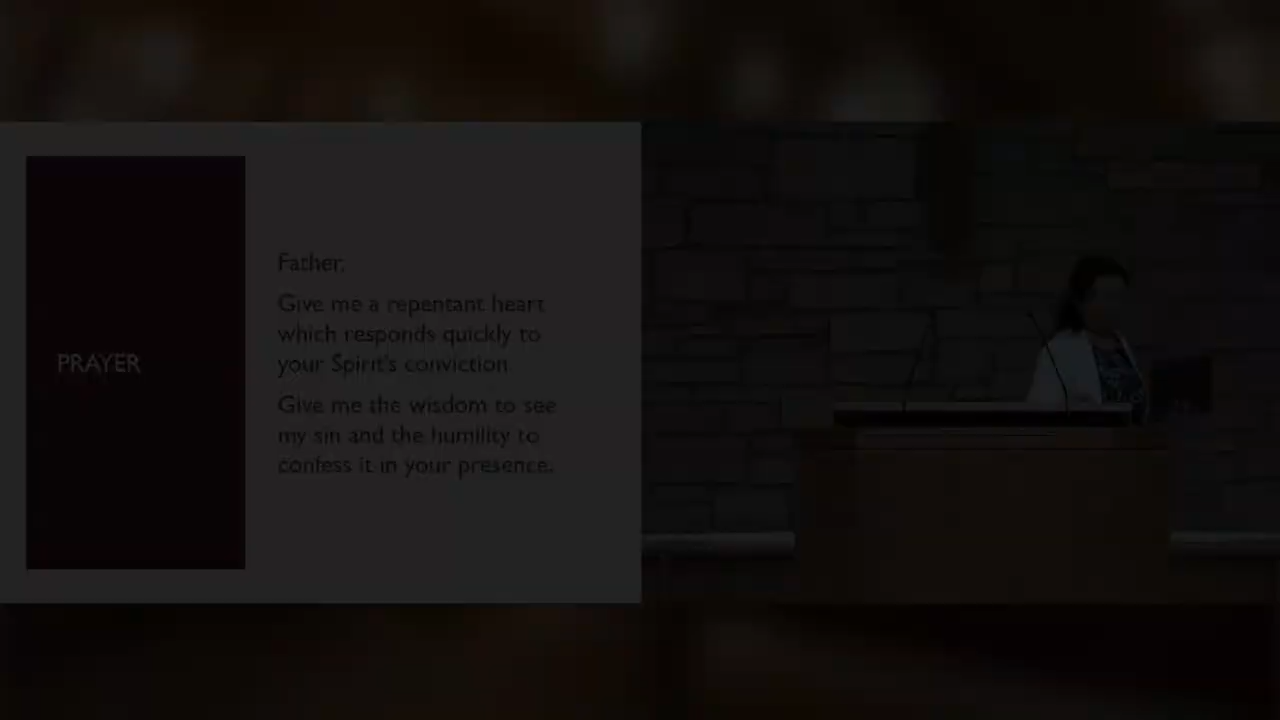 PRAYER
Father,
Give me a repentant heart
which responds quickly to
your Spirit's conviction
Give me the wisdom to see
my sin and the humility to
confess it in your presence.